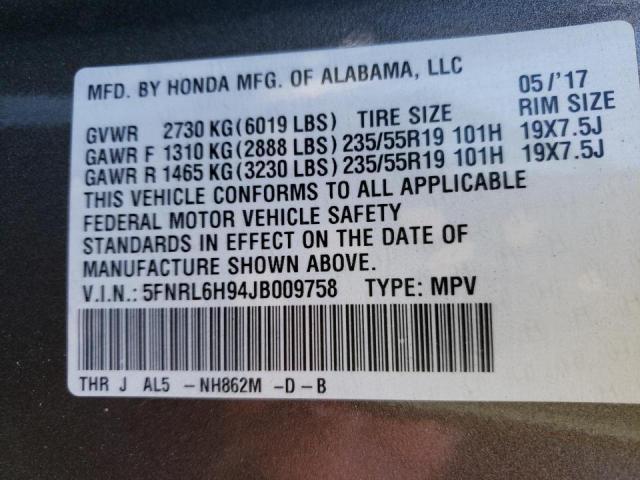 MFD. BY HONDA MFG. OF ALABAMA, LLC 05/'17
GVWR 2730 KG(6019 LBS) TIRE SIZE RIM SIZE
GAWR F 1310 KG(2888 LBS) 235/55R19 101H 19X7.5J
GAWR R 1465 KG(3230 LBS) 235/55R19 101H 19X7.5J
THIS VEHICLE CONFORMS TO ALL APPLICABLE
FEDERAL MOTOR VEHICLE SAFETY
STANDARDS IN EFFECT ON THE DATE OF
MANUFACTURE SHOWN ABOVE.
V.I.N.: 5FNRL6H94JB009758 TYPE: MPV
THR J AL5 -NH862M -D-B